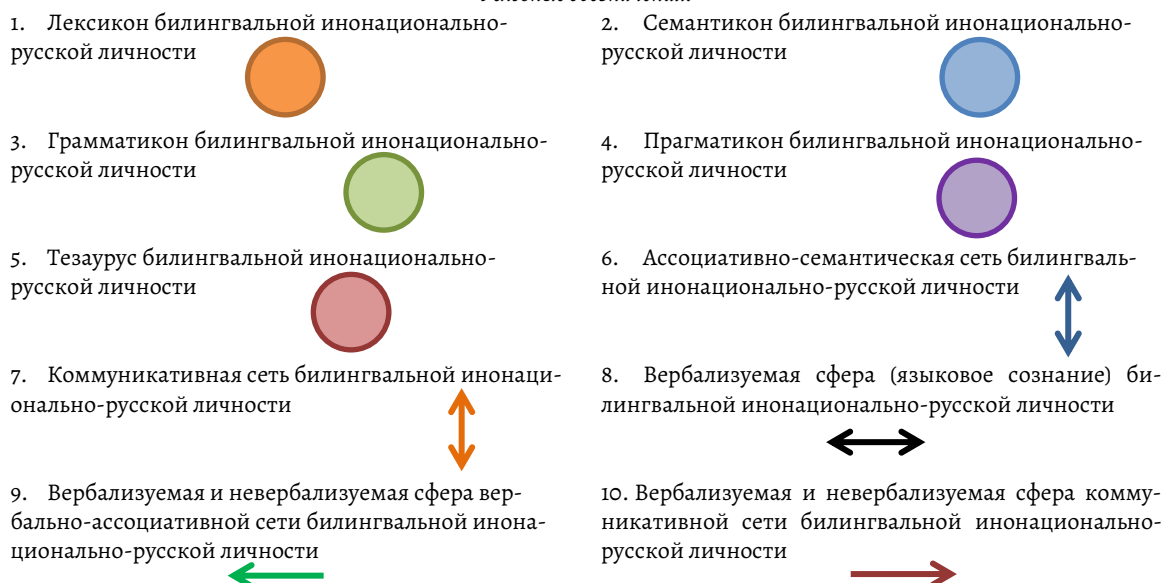 1. Лексикон билингвальной инонационально-
русской личности
2. Семантикон билингвальной инонационально-
русской личности
3. Грамматикон билингвальной инонационально-
русской личности
4. Прагматикон билингвальной инонационально-
русской личности
5. Тезаурус билингвальной инонационально-
русской личности
6. Ассоциативно-семантическая сеть билингваль-
ной инонационально-русской личности
7. Коммуникативная сеть билингвальной инонаци-
онально-русской личности
8. Вербализуемая сфера (языковое сознание) би-
лингвальной инонационально-русской личности
9. Вербализуемая и невербализуемая сфера вер-
бально-ассоциативной сети билингвальной инона-
ционально-русской личности
10. Вербализуемая и невербализуемая сфера комму-
никативной сети билингвальной инонационально-
русской личности